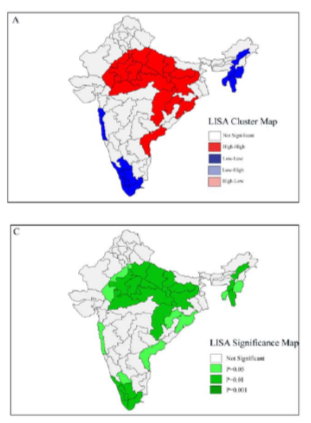 A
LISA Cluster Map
Not Significant
High-High
Low-Low
Low-High
High-Low
C
LISA Significance Map
Not Significant
P=0.05
P=0.01
P=0.001